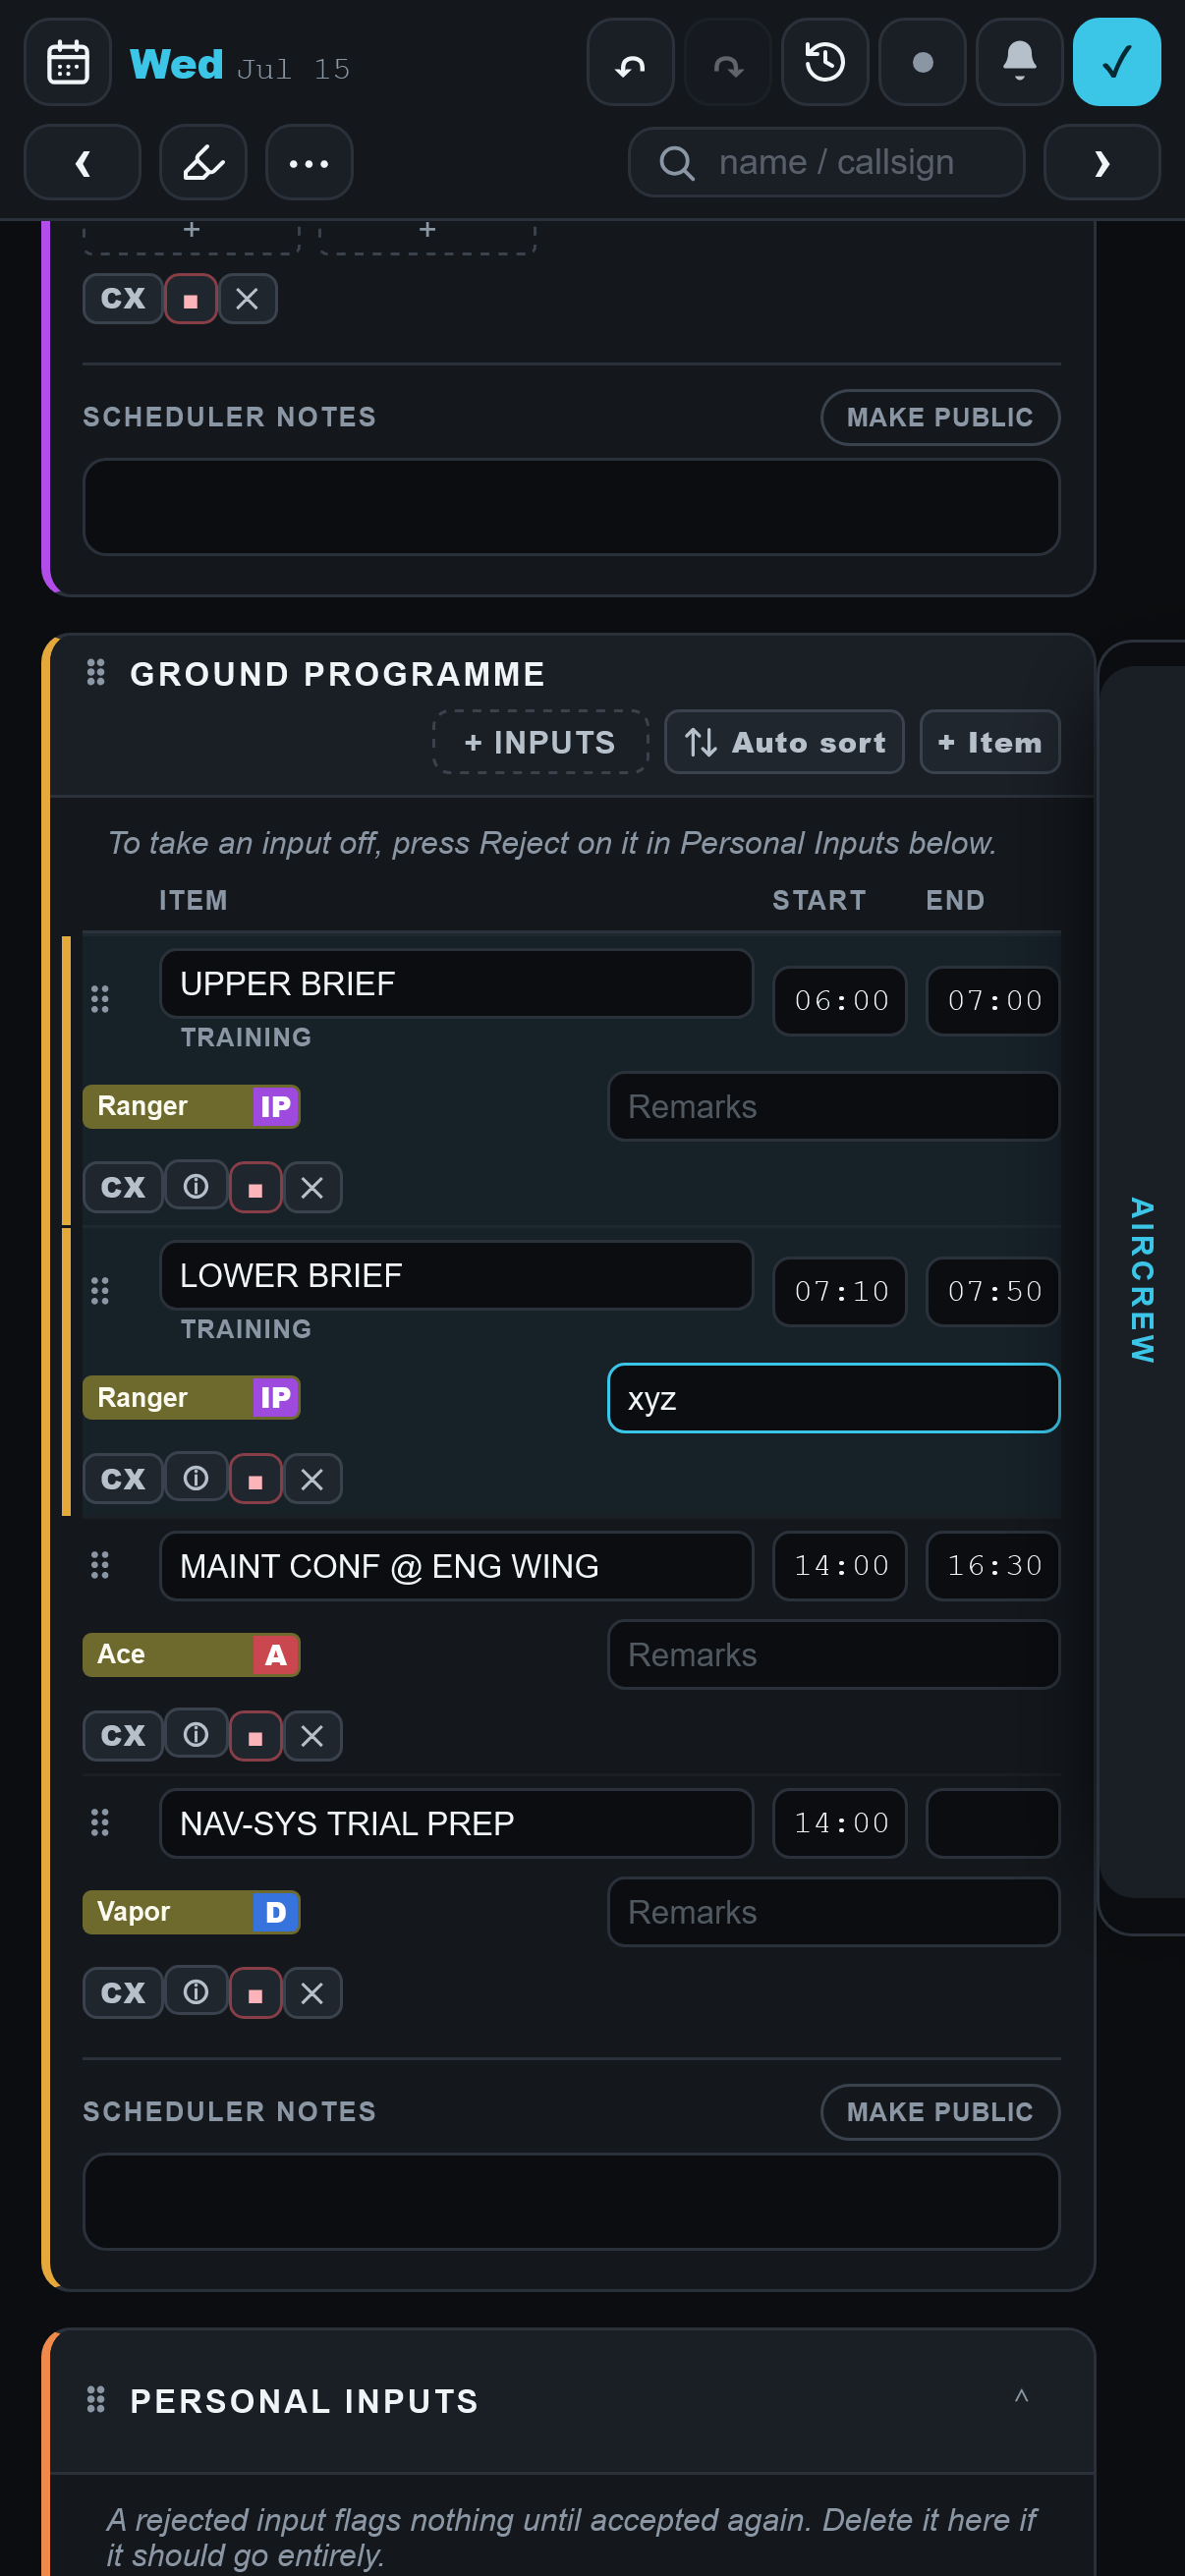 Wed Jul 15
name / callsign
+ +
CX
SCHEDULER NOTES MAKE PUBLIC
GROUND PROGRAMME
+ INPUTS Auto sort + Item
To take an input off, press Reject on it in Personal Inputs below.
ITEM START END
UPPER BRIEF 06:00 07:00
TRAINING
Ranger IP Remarks
CX
LOWER BRIEF 07:10 07:50
TRAINING
Ranger IP xyz
CX
MAINT CONF @ ENG WING 14:00 16:30
Ace A Remarks
CX
NAV-SYS TRIAL PREP 14:00
Vapor D Remarks
CX
SCHEDULER NOTES MAKE PUBLIC
PERSONAL INPUTS
A rejected input flags nothing until accepted again. Delete it here if
it should go entirely.
AIRCREW